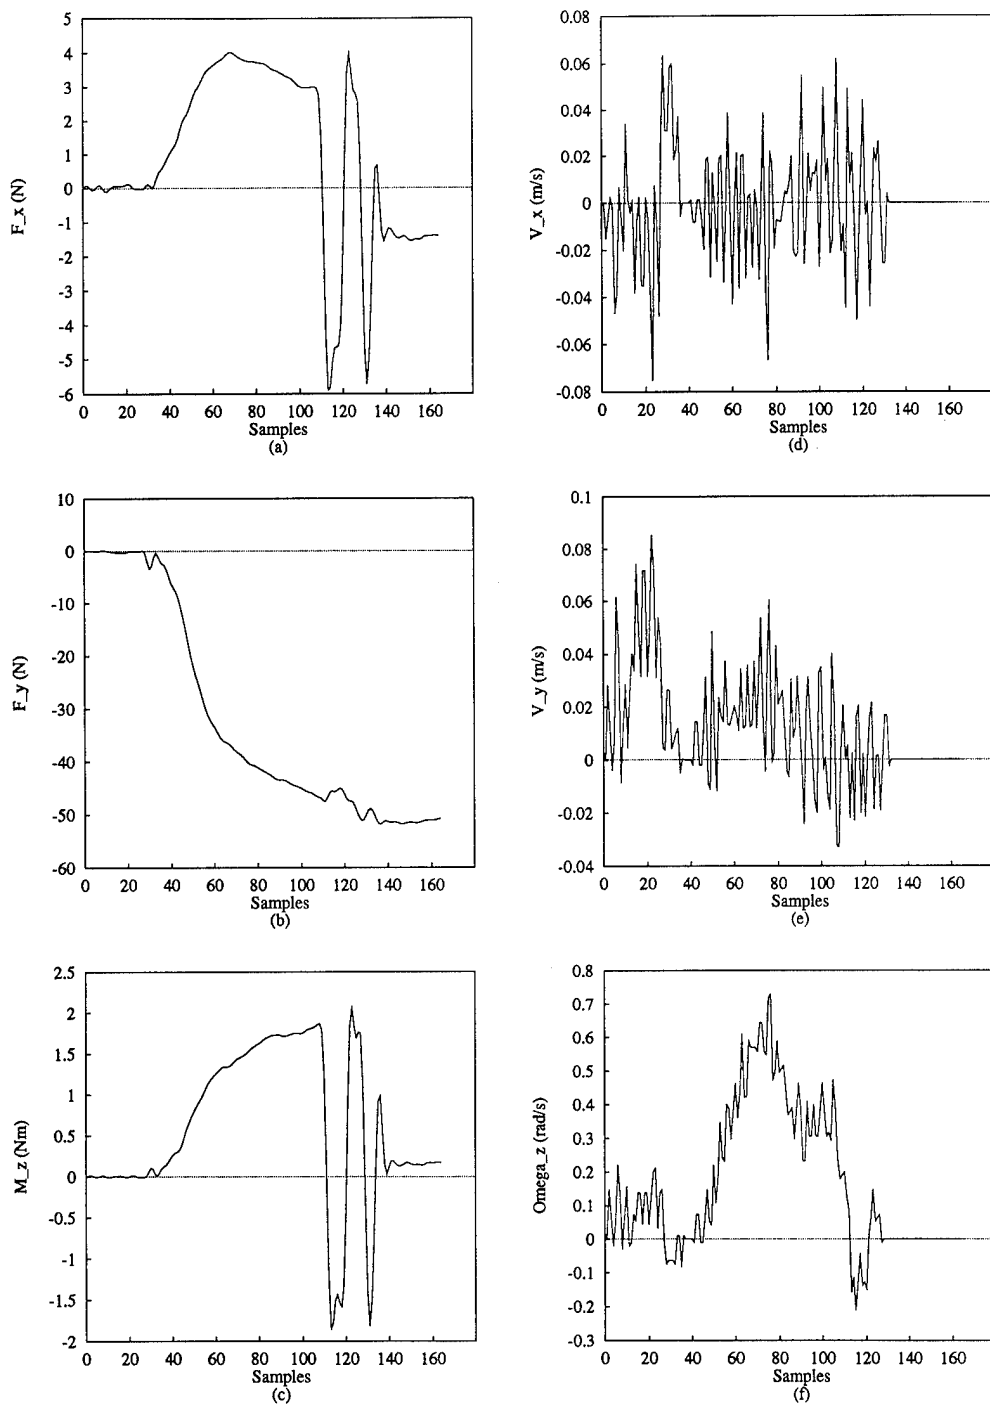 5
4
3
2
1
0
-1
-2
-3
-4
-5
-6
F_x (N)
0 20 40 60 80 100 120 140 160
Samples
(a)
0.08
0.06
0.04
0.02
0
-0.02
-0.04
-0.06
-0.08
V_x (m/s)
0 20 40 60 80 100 120 140 160
Samples
(d)
10
0
-10
-20
-30
-40
-50
-60
F_y (N)
0 20 40 60 80 100 120 140 160
Samples
(b)
0.1
0.08
0.06
0.04
0.02
0
-0.02
-0.04
V_y (m/s)
0 20 40 60 80 100 120 140 160
Samples
(e)
2.5
2
1.5
1
0.5
0
-0.5
-1
-1.5
-2
M_z (Nm)
0 20 40 60 80 100 120 140 160
Samples
(c)
0.8
0.7
0.6
0.5
0.4
0.3
0.2
0.1
0
-0.1
-0.2
-0.3
Omega_z (rad/s)
0 20 40 60 80 100 120 140 160
Samples
(f)